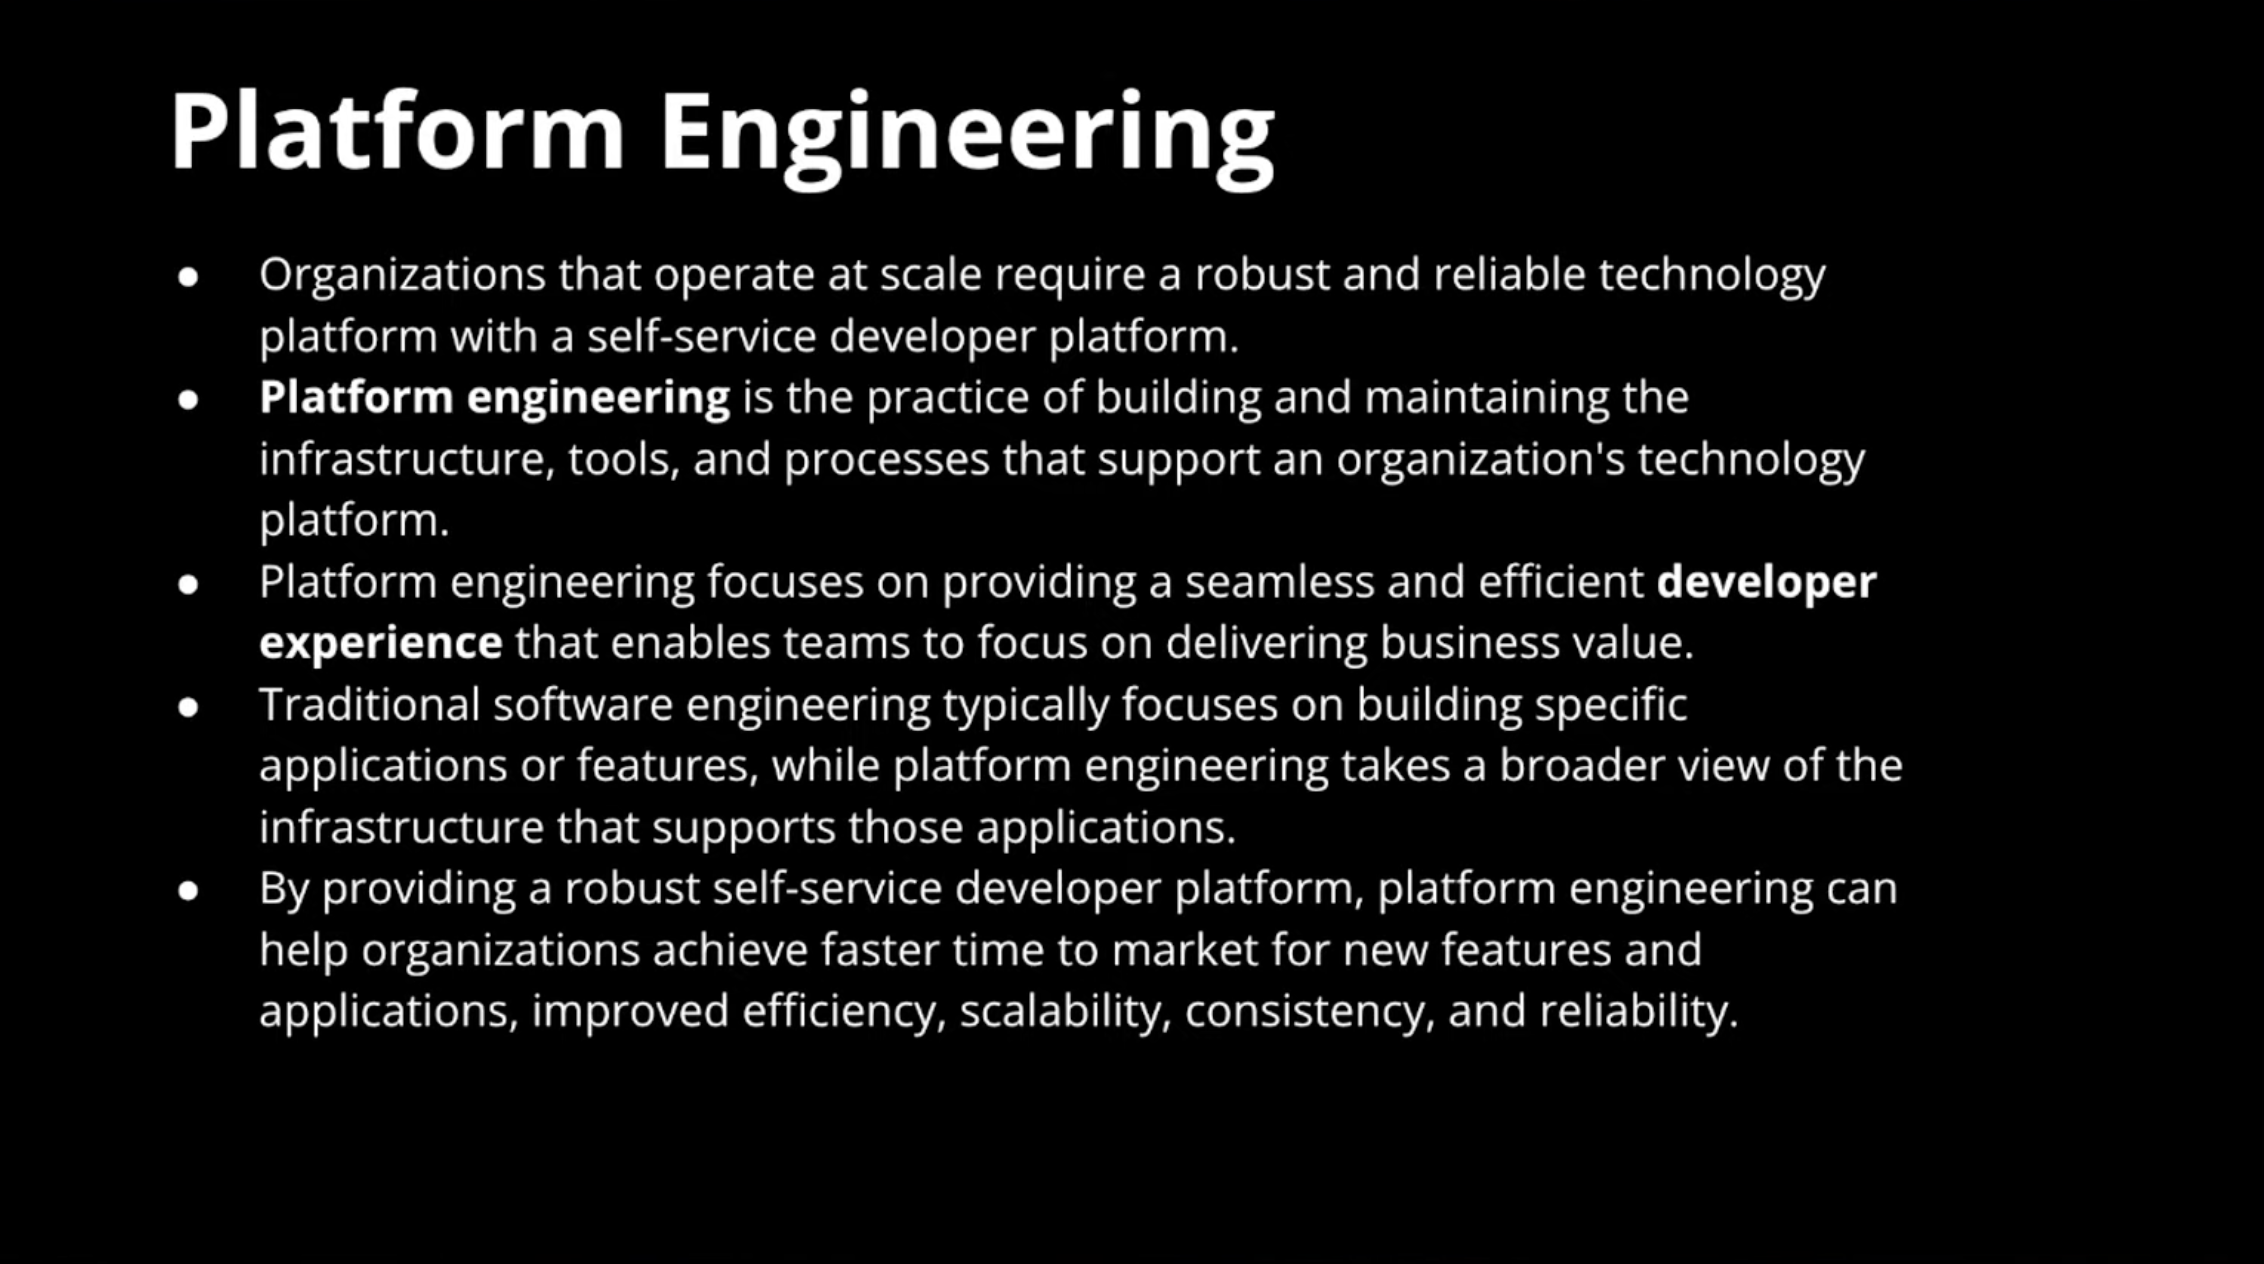 Platform Engineering
● Organizations that operate at scale require a robust and reliable technology
platform with a self-service developer platform.
● Platform engineering is the practice of building and maintaining the
infrastructure, tools, and processes that support an organization's technology
platform.
● Platform engineering focuses on providing a seamless and efficient developer
experience that enables teams to focus on delivering business value.
● Traditional software engineering typically focuses on building specific
applications or features, while platform engineering takes a broader view of the
infrastructure that supports those applications.
● By providing a robust self-service developer platform, platform engineering can
help organizations achieve faster time to market for new features and
applications, improved efficiency, scalability, consistency, and reliability.